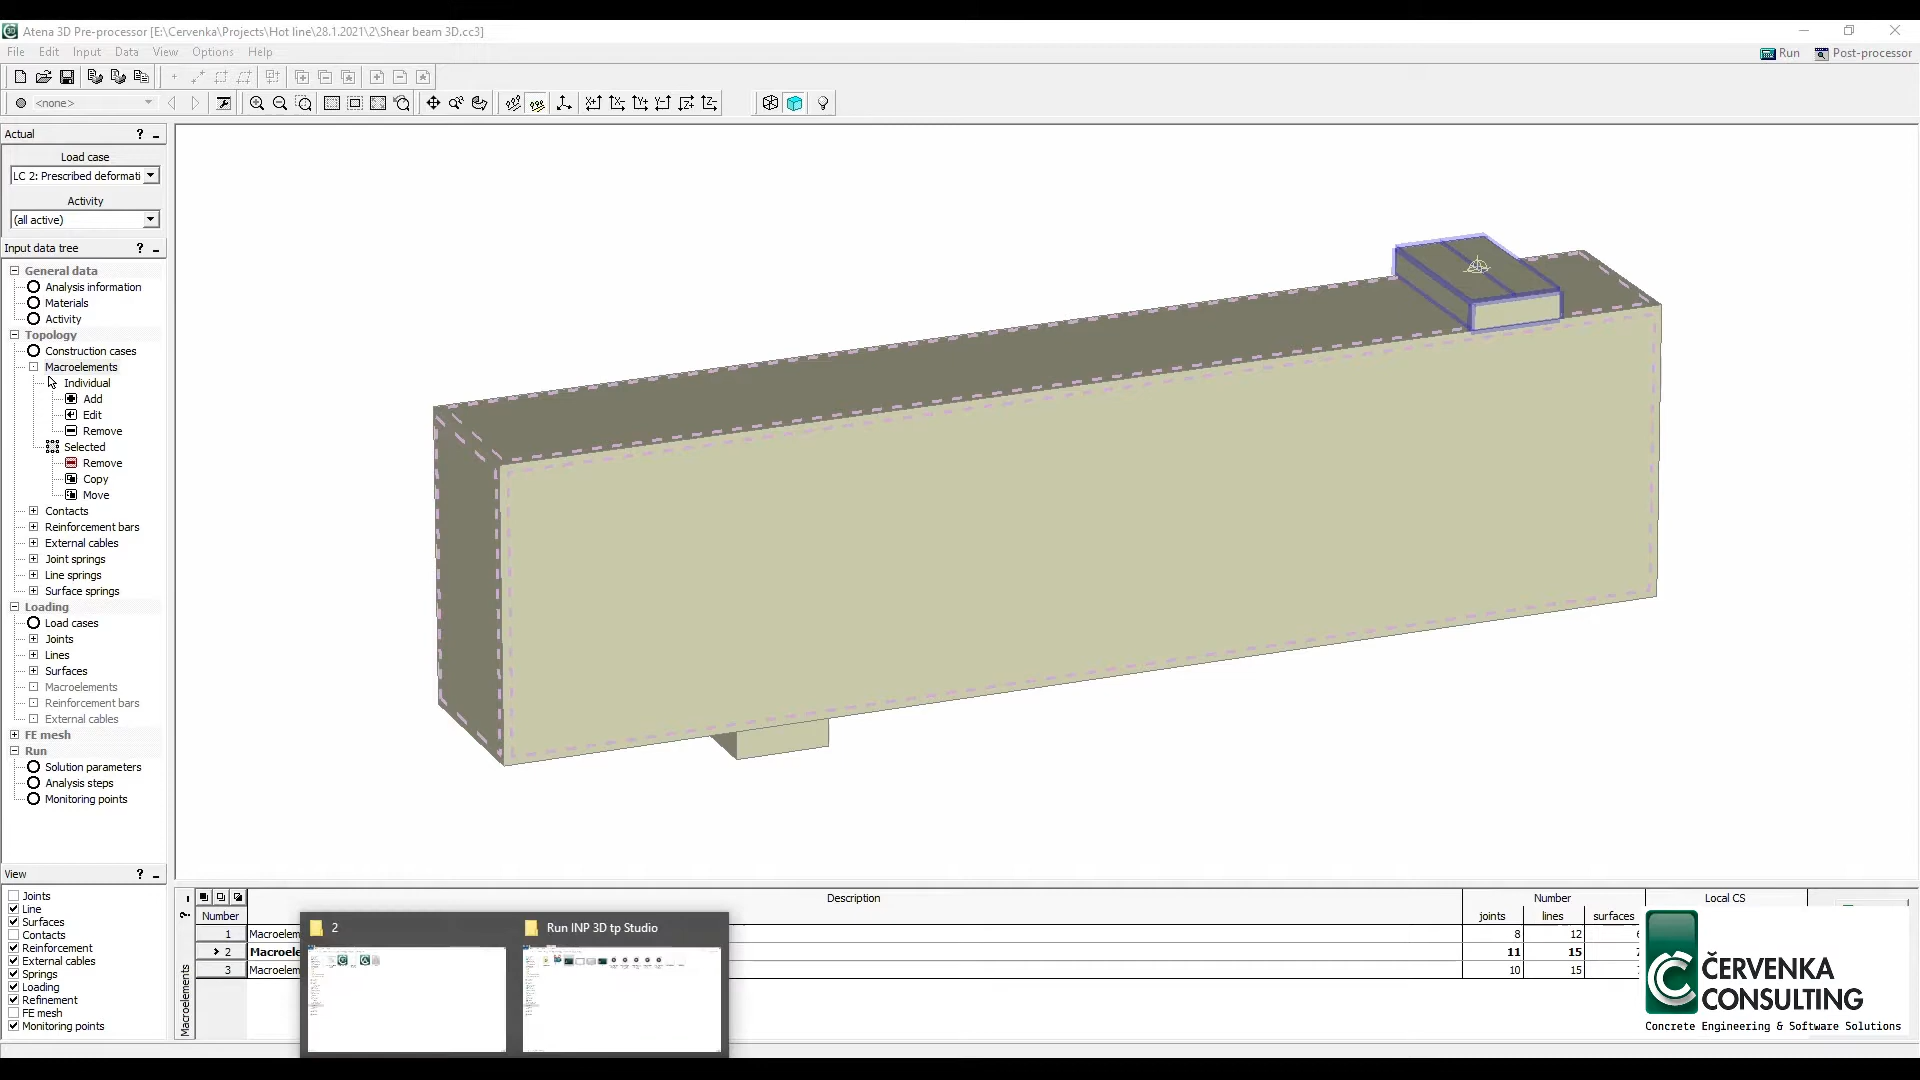 Atena 3D Pre-processor [E:\Cervenka\Projects\Hot line\28.1.2021\2\Shear beam 3D.cc3]
File Edit Input Data View Options Help
Run Post-processor
<none>
Actual ?
Load case
LC 2: Prescribed deformati
Activity
(all active)
Input data tree ?
General data
Analysis information
Materials
Activity
Topology
Construction cases
Macroelements
Individual
Add
Edit
Remove
Selected
Remove
Copy
Move
Contacts
Reinforcement bars
External cables
Joint springs
Line springs
Surface springs
Loading
Load cases
Joints
Lines
Surfaces
Macroelements
Reinforcement bars
External cables
FE mesh
Run
Solution parameters
Analysis steps
Monitoring points
View ?
Joints
Line
Surfaces
Contacts
Reinforcement
External cables
Springs
Loading
Refinement
FE mesh
Monitoring points
Macroelements
Description Number Local CS
Number joints lines surfaces
1 Macroelem 8 12
2 Macroele 11 15
3 Macroelem 10 15
2
Run INP 3D tp Studio
ČERVENKA
CONSULTING
Concrete Engineering & Software Solutions